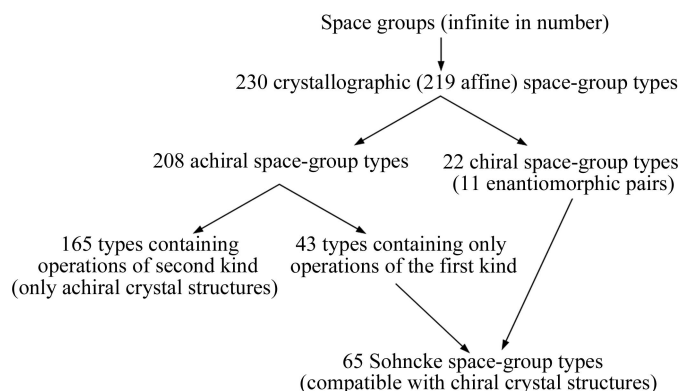 Space groups (infinite in number)
230 crystallographic (219 affine) space-group types
208 achiral space-group types
22 chiral space-group types
(11 enantiomorphic pairs)
165 types containing
operations of second kind
(only achiral crystal structures)
43 types containing only
operations of the first kind
65 Sohncke space-group types
(compatible with chiral crystal structures)